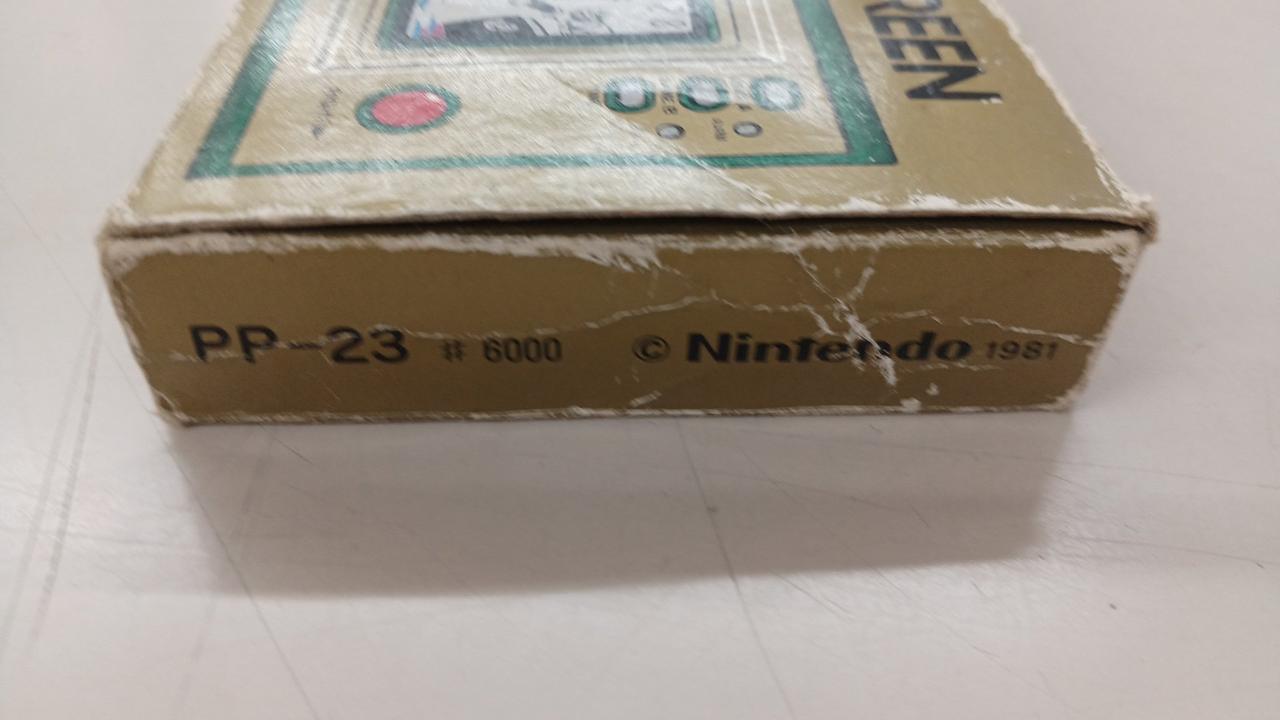 REEN
PP-23 # 6000 © Nintendo 1981